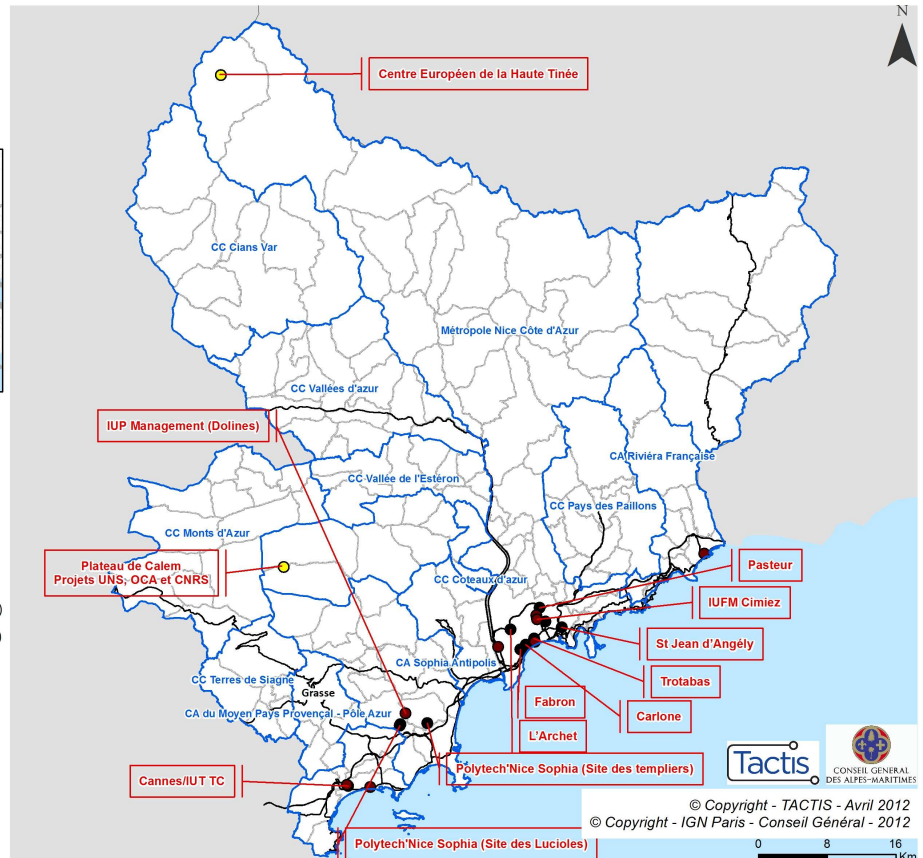 N
Centre Européen de la Haute Tinée
CC Cians Var
Métropole Nice Côte d'Azur
CC Vallées d'azur
IUP Management (Dolines)
CA Riviéra Française
CC Vallée de l'Estéron
CC Pays des Paillons
CC Monts d'Azur
Plateau de Calem
Projets UNS, OCA et CNRS
Pasteur
CC Coteaux d'azur
IUFM Cimiez
St Jean d'Angély
CA Sophia Antipolis
Trotabas
CC Terres de Siagne
Grasse
Fabron
CA du Moyen Pays Provençal - Pôle Azur
Carlone
L'Archet
Polytech'Nice Sophia (Site des templiers)
Tactis
CONSEIL GENERAL
DES ALPES-MARITIMES
Cannes/IUT TC
© Copyright - TACTIS - Avril 2012
© Copyright - IGN Paris - Conseil Général - 2012
Polytech'Nice Sophia (Site des Lucioles)
0 8 16
Km